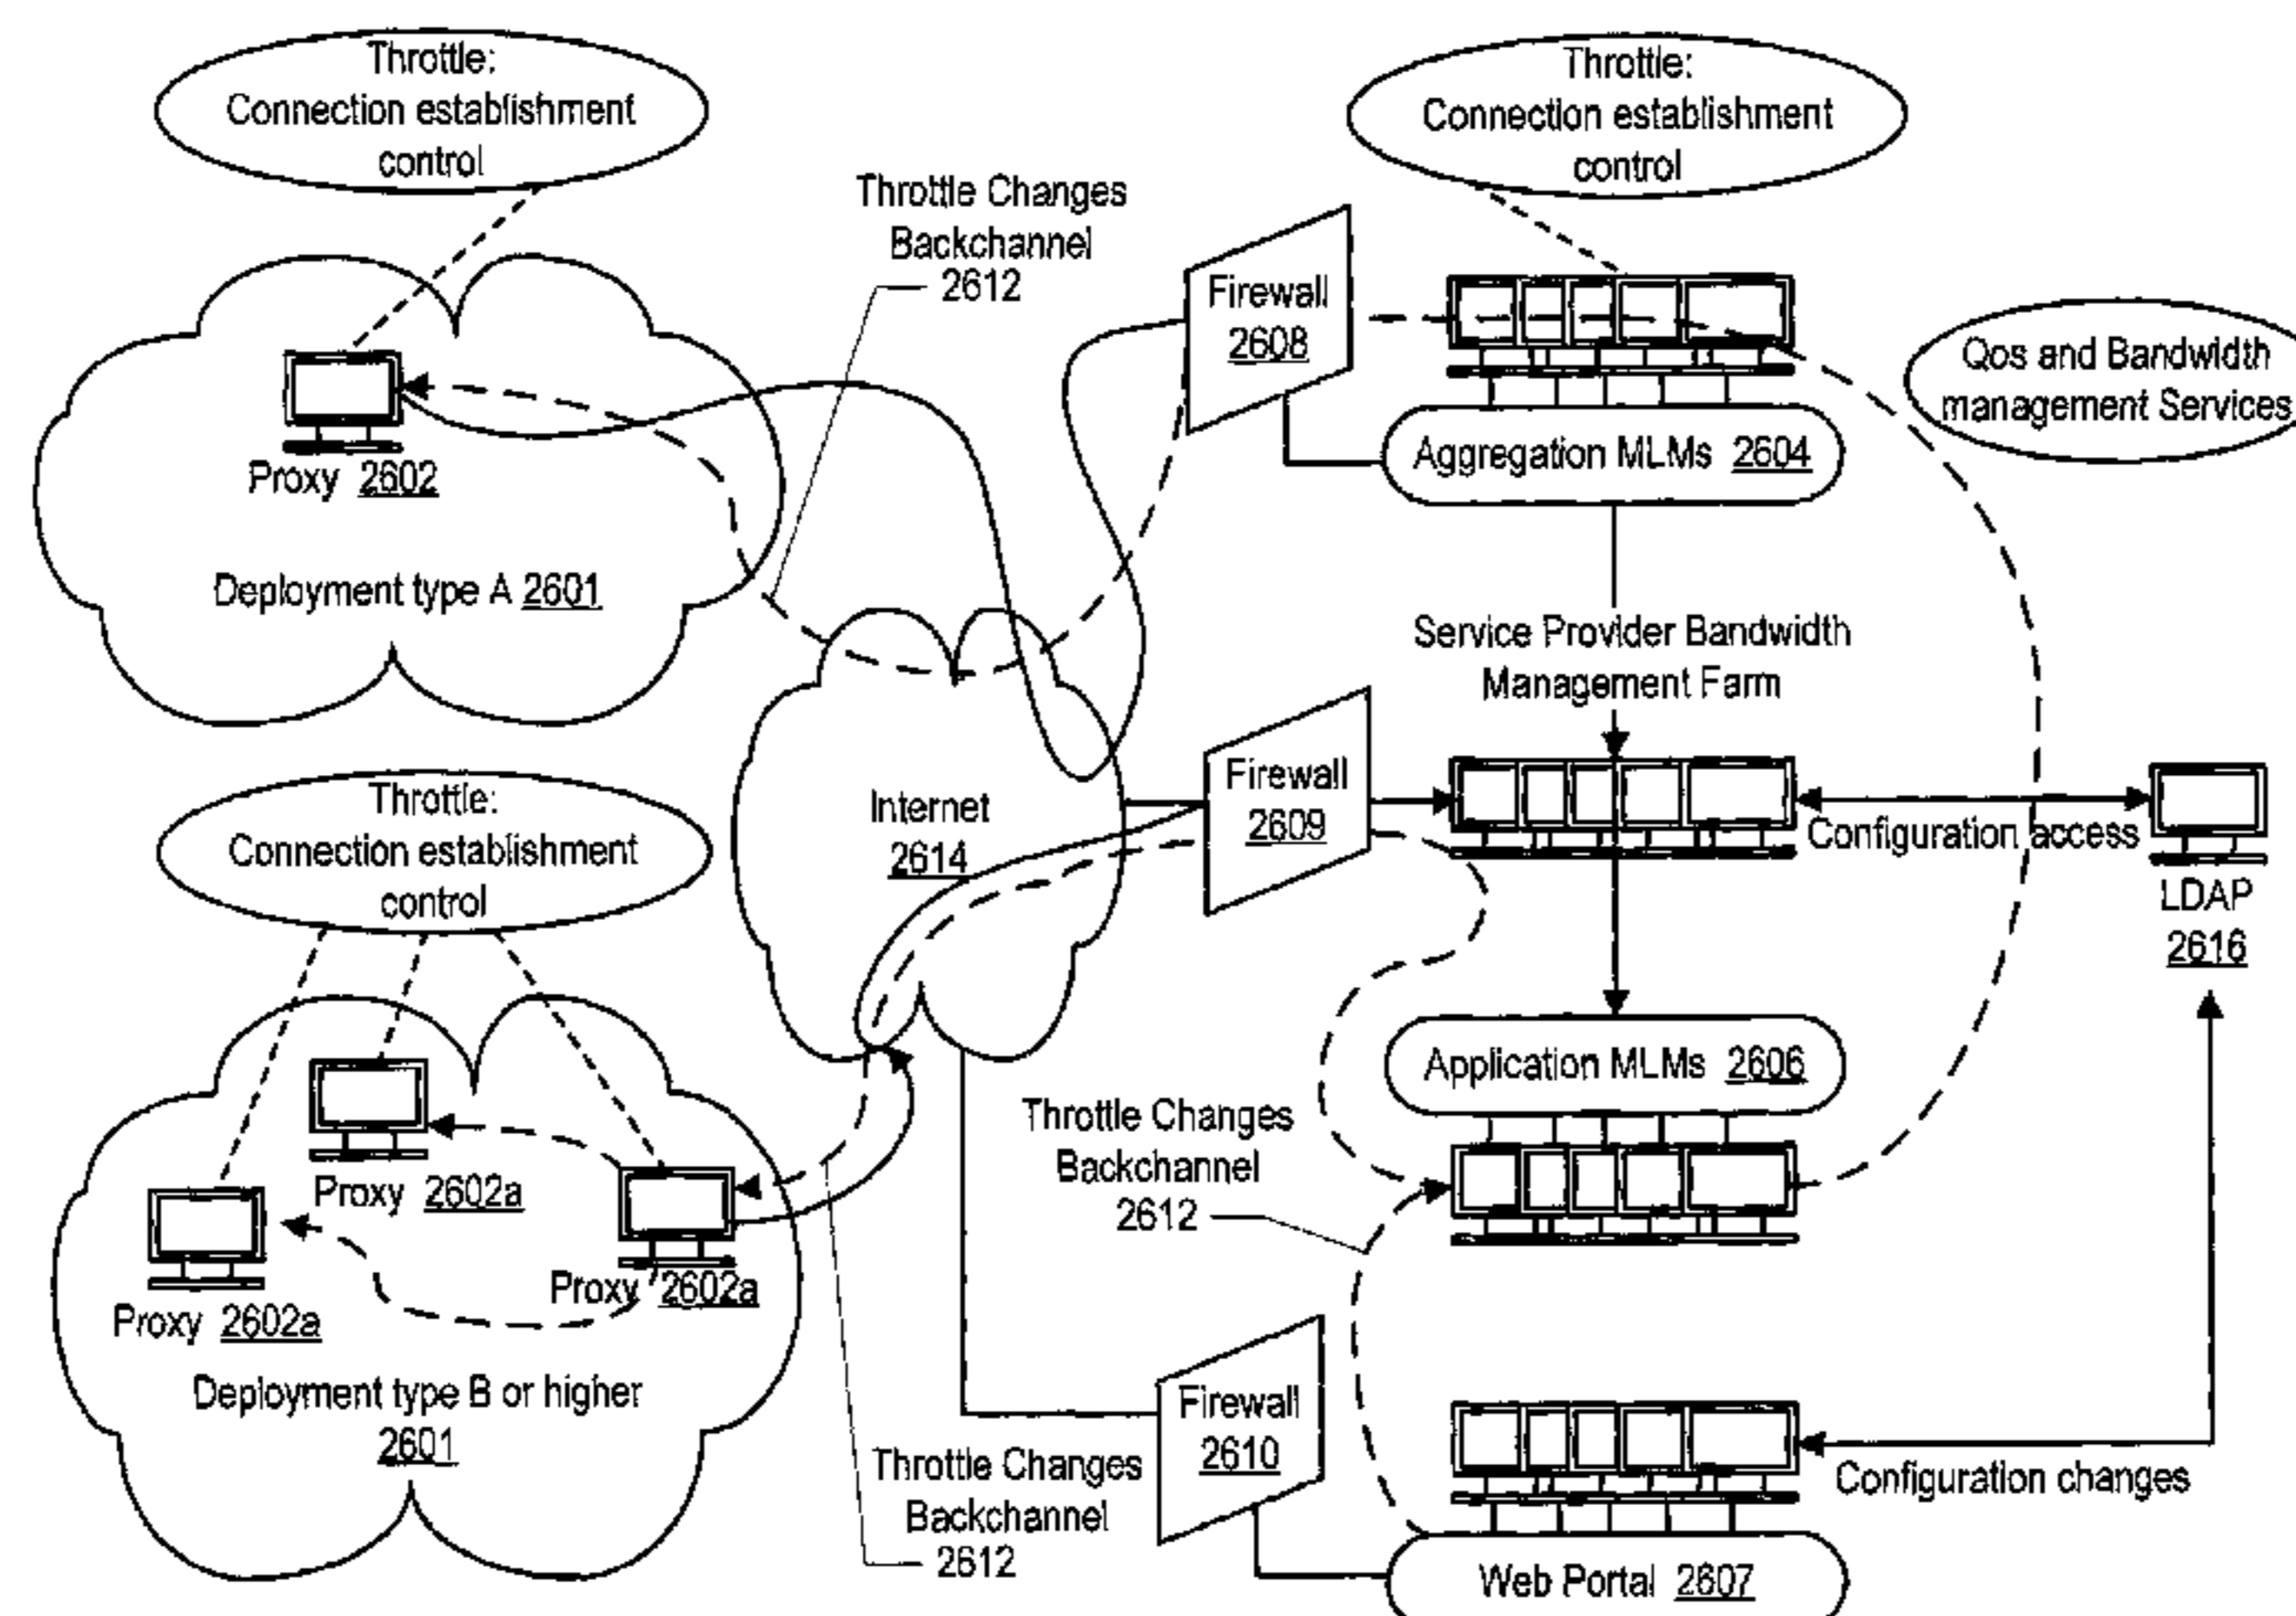 Throttle:
Connection establishment
control
Throttle:
Connection establishment
control
Throttle Changes
Backchannel
2612
Firewall
2608
Qos and Bandwidth
management Services
Proxy 2602
Aggregation MLMs 2604
Deployment type A 2601
Service Provider Bandwidth
Management Farm
Throttle:
Connection establishment
control
Internet
2614
Firewall
2609
Configuration access
LDAP
2616
Application MLMs 2606
Throttle Changes
Backchannel
2612
Proxy 2602a
Proxy 2602a
Proxy 2602a
Deployment type B or higher
2601
Throttle Changes
Backchannel
2612
Firewall
2610
Configuration changes
Web Portal 2607